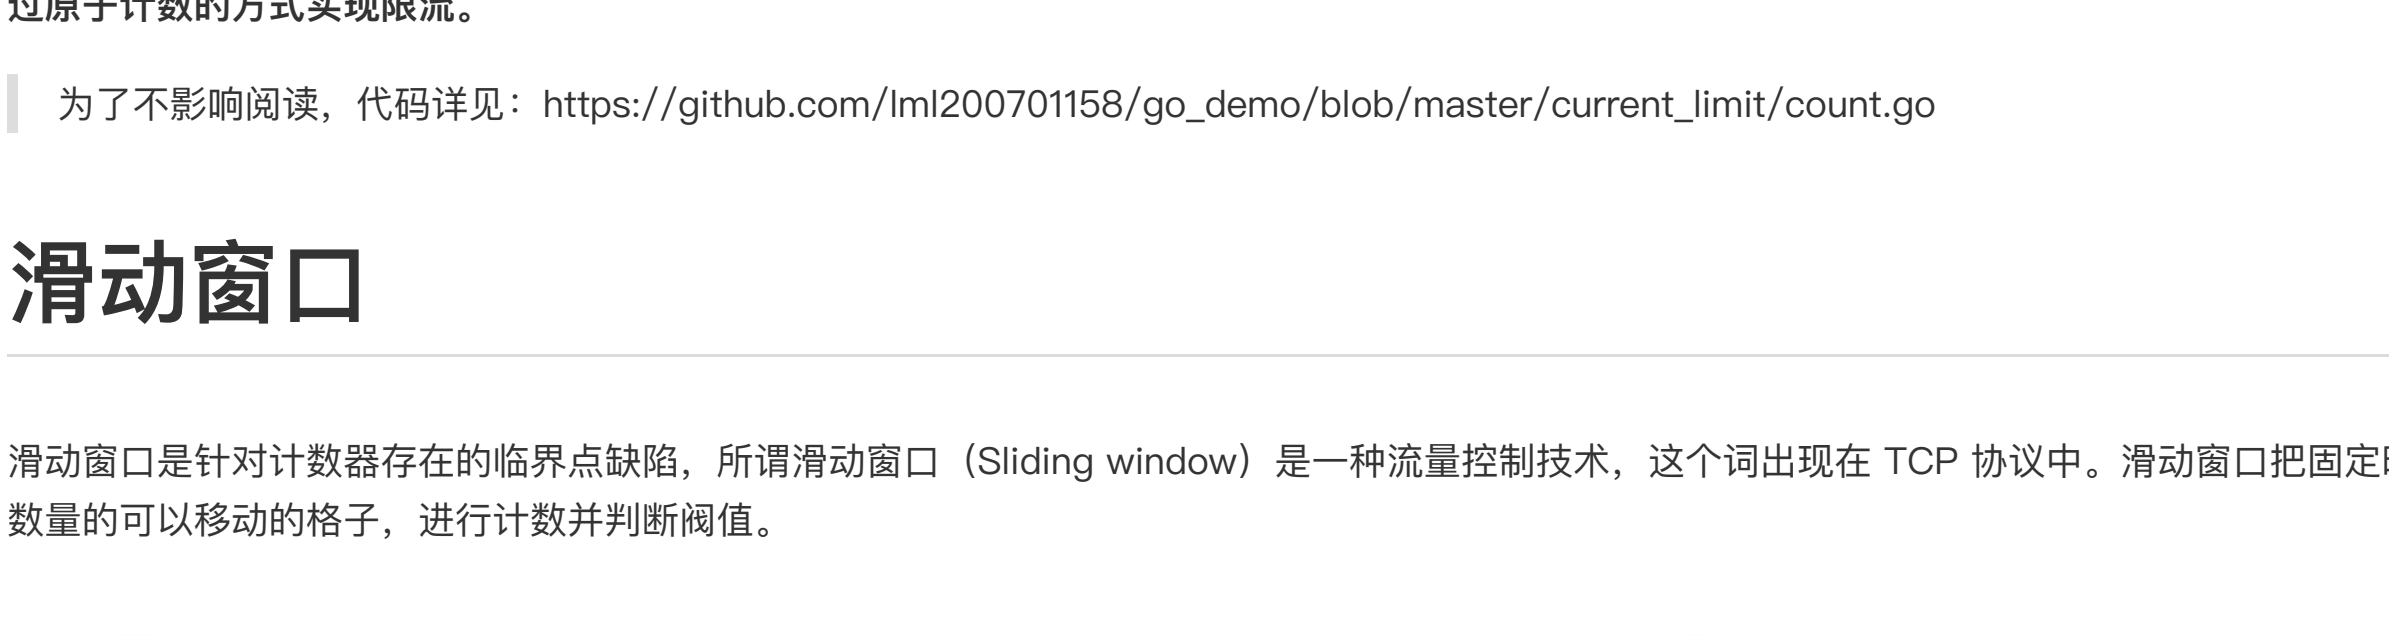 过原子计数的方式实现限流。
为了不影响阅读，代码详见：https://github.com/lml200701158/go_demo/blob/master/current_limit/count.go
滑动窗口
滑动窗口是针对计数器存在的临界点缺陷，所谓滑动窗口（Sliding window）是一种流量控制技术，这个词出现在 TCP 协议中。滑动窗口把固定
数量的可以移动的格子，进行计数并判断阀值。